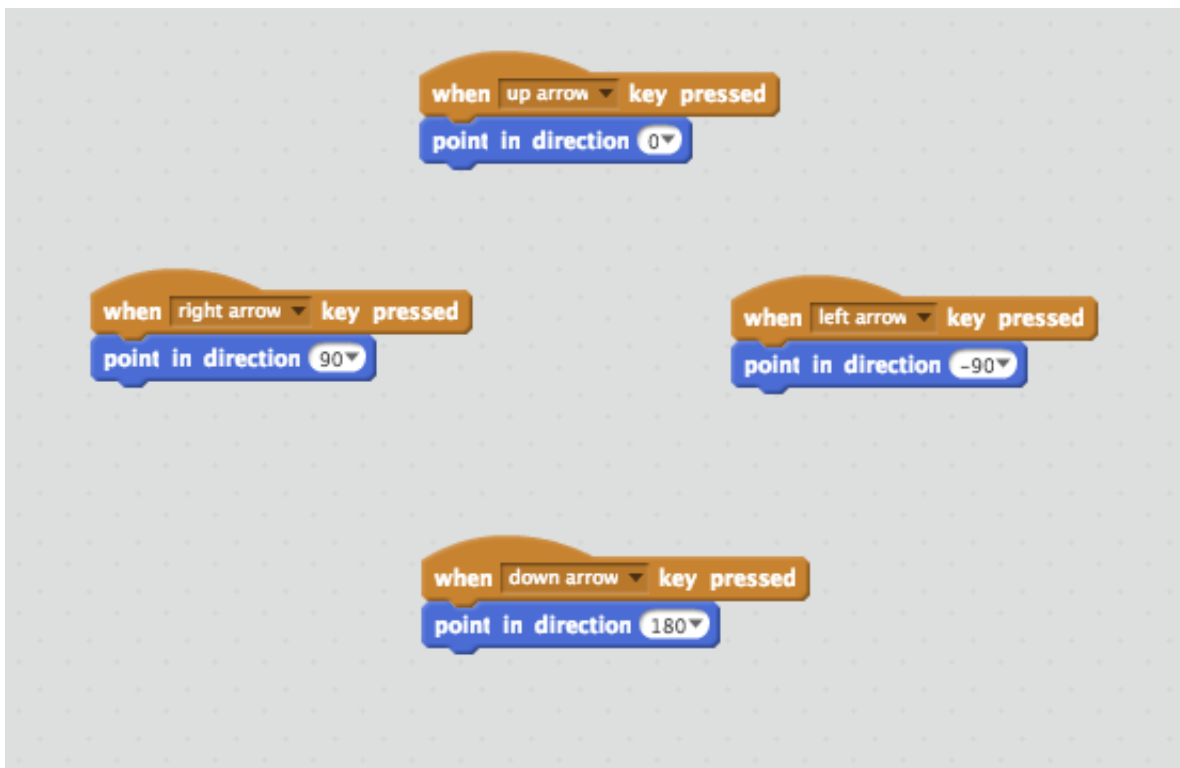 when up arrow key pressed
point in direction 0
when right arrow key pressed
point in direction 90
when left arrow key pressed
point in direction -90
when down arrow key pressed
point in direction 180